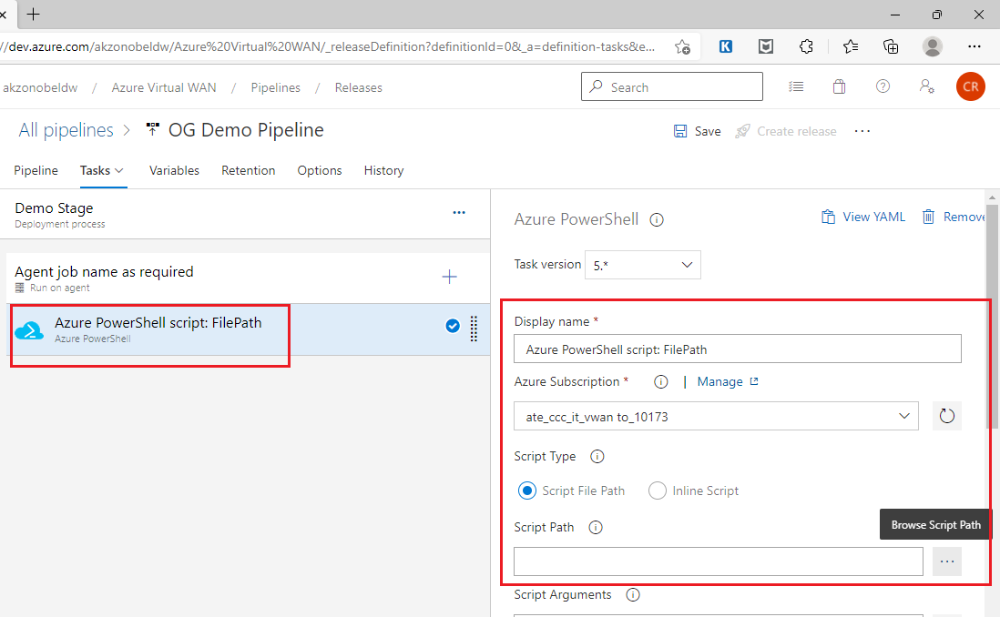 //dev.azure.com/akzonobeldw/Azure%20Virtual%20WAN/_releaseDefinition?definitionId=0&_a=definition-tasks&e...
akzonobeldw / Azure Virtual WAN / Pipelines / Releases
Search
CR
All pipelines > OG Demo Pipeline
Save
Create release
Pipeline
Tasks
Variables
Retention
Options
History
Demo Stage
Deployment process
Agent job name as required
Run on agent
Azure PowerShell script: FilePath
Azure PowerShell
Azure PowerShell
View YAML
Remove
Task version
5.*
Display name *
Azure PowerShell script: FilePath
Azure Subscription *
| Manage
ate_ccc_it_vwan to_10173
Script Type
Script File Path
Inline Script
Script Path
Browse Script Path
Script Arguments